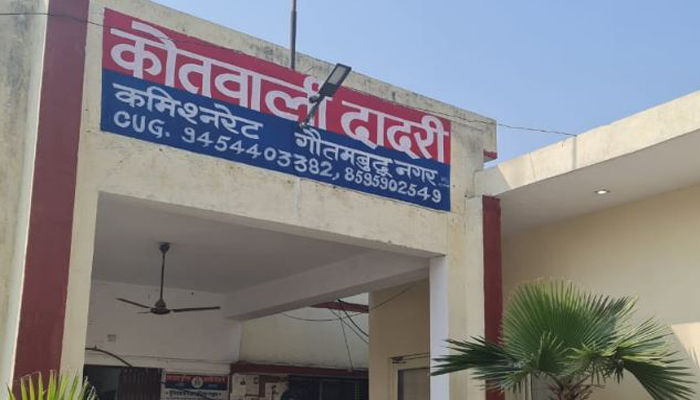 कोतवाली दादरी
कमिश्नरेट गौतमबुद्ध नगर
CUG. 9454403382, 8595902549